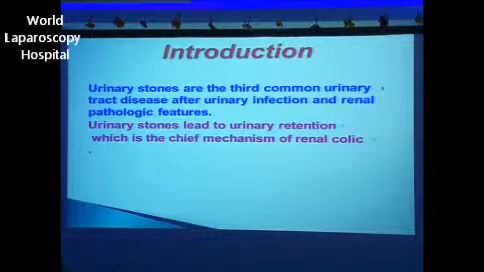 World
Laparoscopy
Hospital
Introduction
Urinary stones are the third common urinary
tract disease after urinary infection and renal
pathologic features.
Urinary stones lead to urinary retention
which is the chief mechanism of renal colic